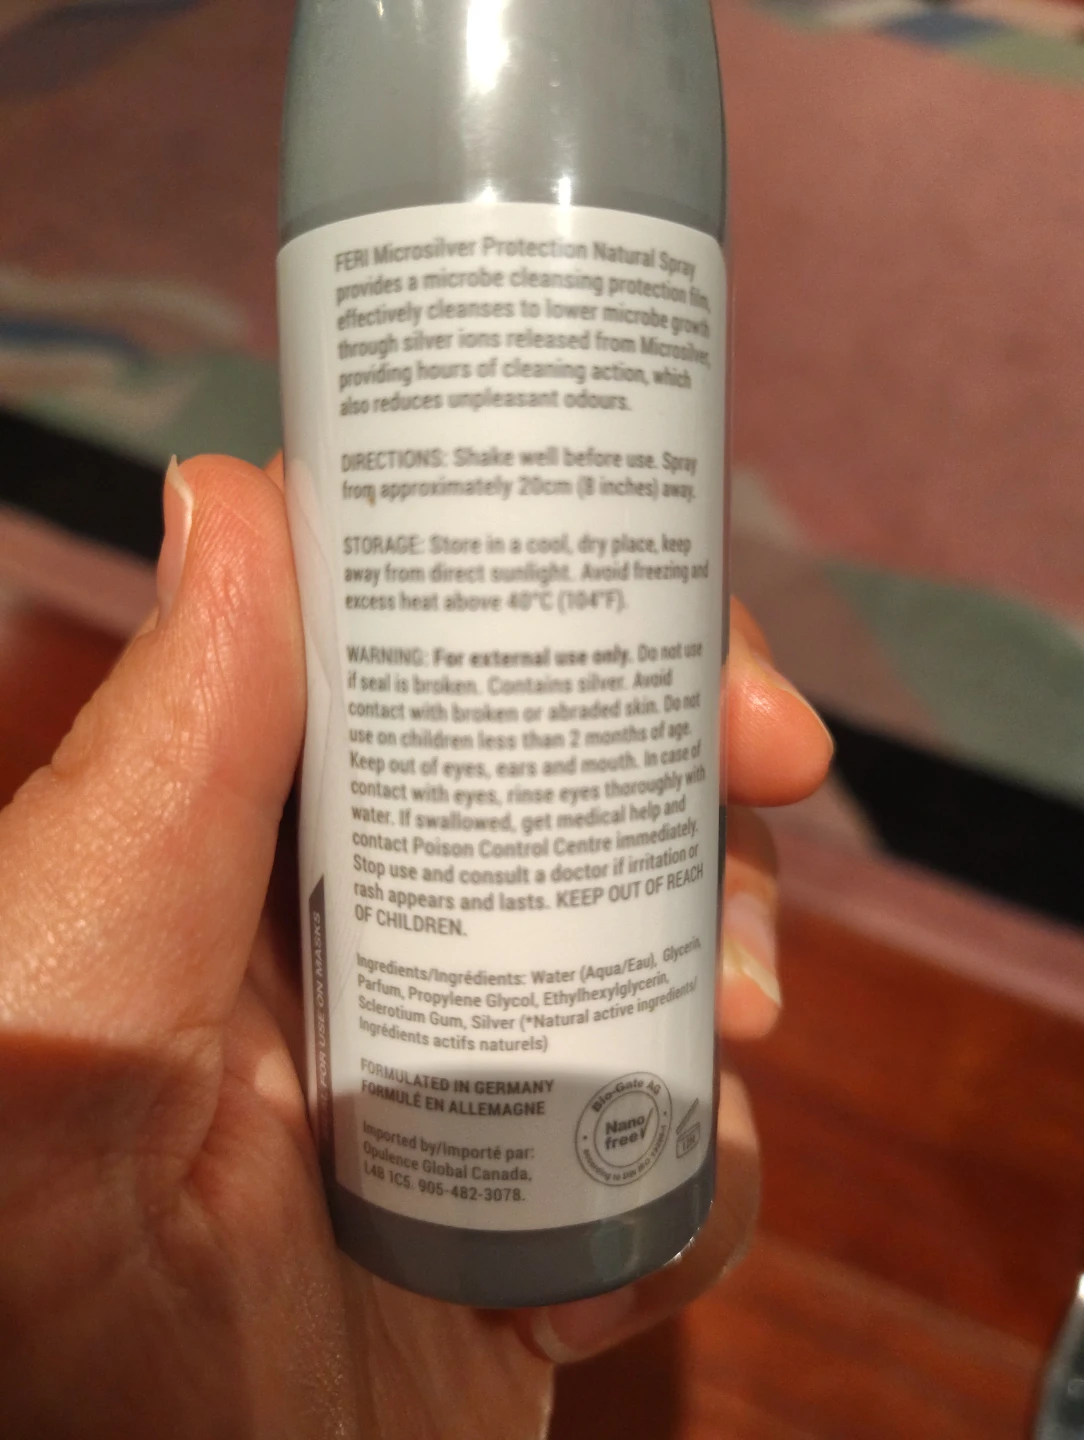 FERI Microsilver Protection Natural Spray
provides a microbe cleansing protection film,
effectively cleanses to lower microbe growth
through silver ions released from Microsilver,
providing hours of cleaning action, which
also reduces unpleasant odours.
DIRECTIONS: Shake well before use. Spray
from approximately 20cm (8 inches) away.
STORAGE: Store in a cool, dry place, keep
away from direct sunlight. Avoid freezing and
excess heat above 40°C (104°F).
WARNING: For external use only. Do not use
if seal is broken. Contains silver. Avoid
contact with broken or abraded skin. Do not
use on children less than 2 months of age.
Keep out of eyes, ears and mouth. In case of
contact with eyes, rinse eyes thoroughly with
water. If swallowed, get medical help and
contact Poison Control Centre immediately.
Stop use and consult a doctor if irritation or
rash appears and lasts. KEEP OUT OF REACH
OF CHILDREN.
Ingredients/Ingrédients: Water (Aqua/Eau), Glycerin,
Parfum, Propylene Glycol, Ethylhexylglycerin,
Sclerotium Gum, Silver (*Natural active ingredients/
Ingrédients actifs naturels)
FORMULATED IN GERMANY
FORMULÉ EN ALLEMAGNE
Imported by/Importé par:
Opulence Global Canada,
L4B 1C5. 905-482-3078.
Bio-Gate AG
Nano
free!
FOR USE ON MASKS